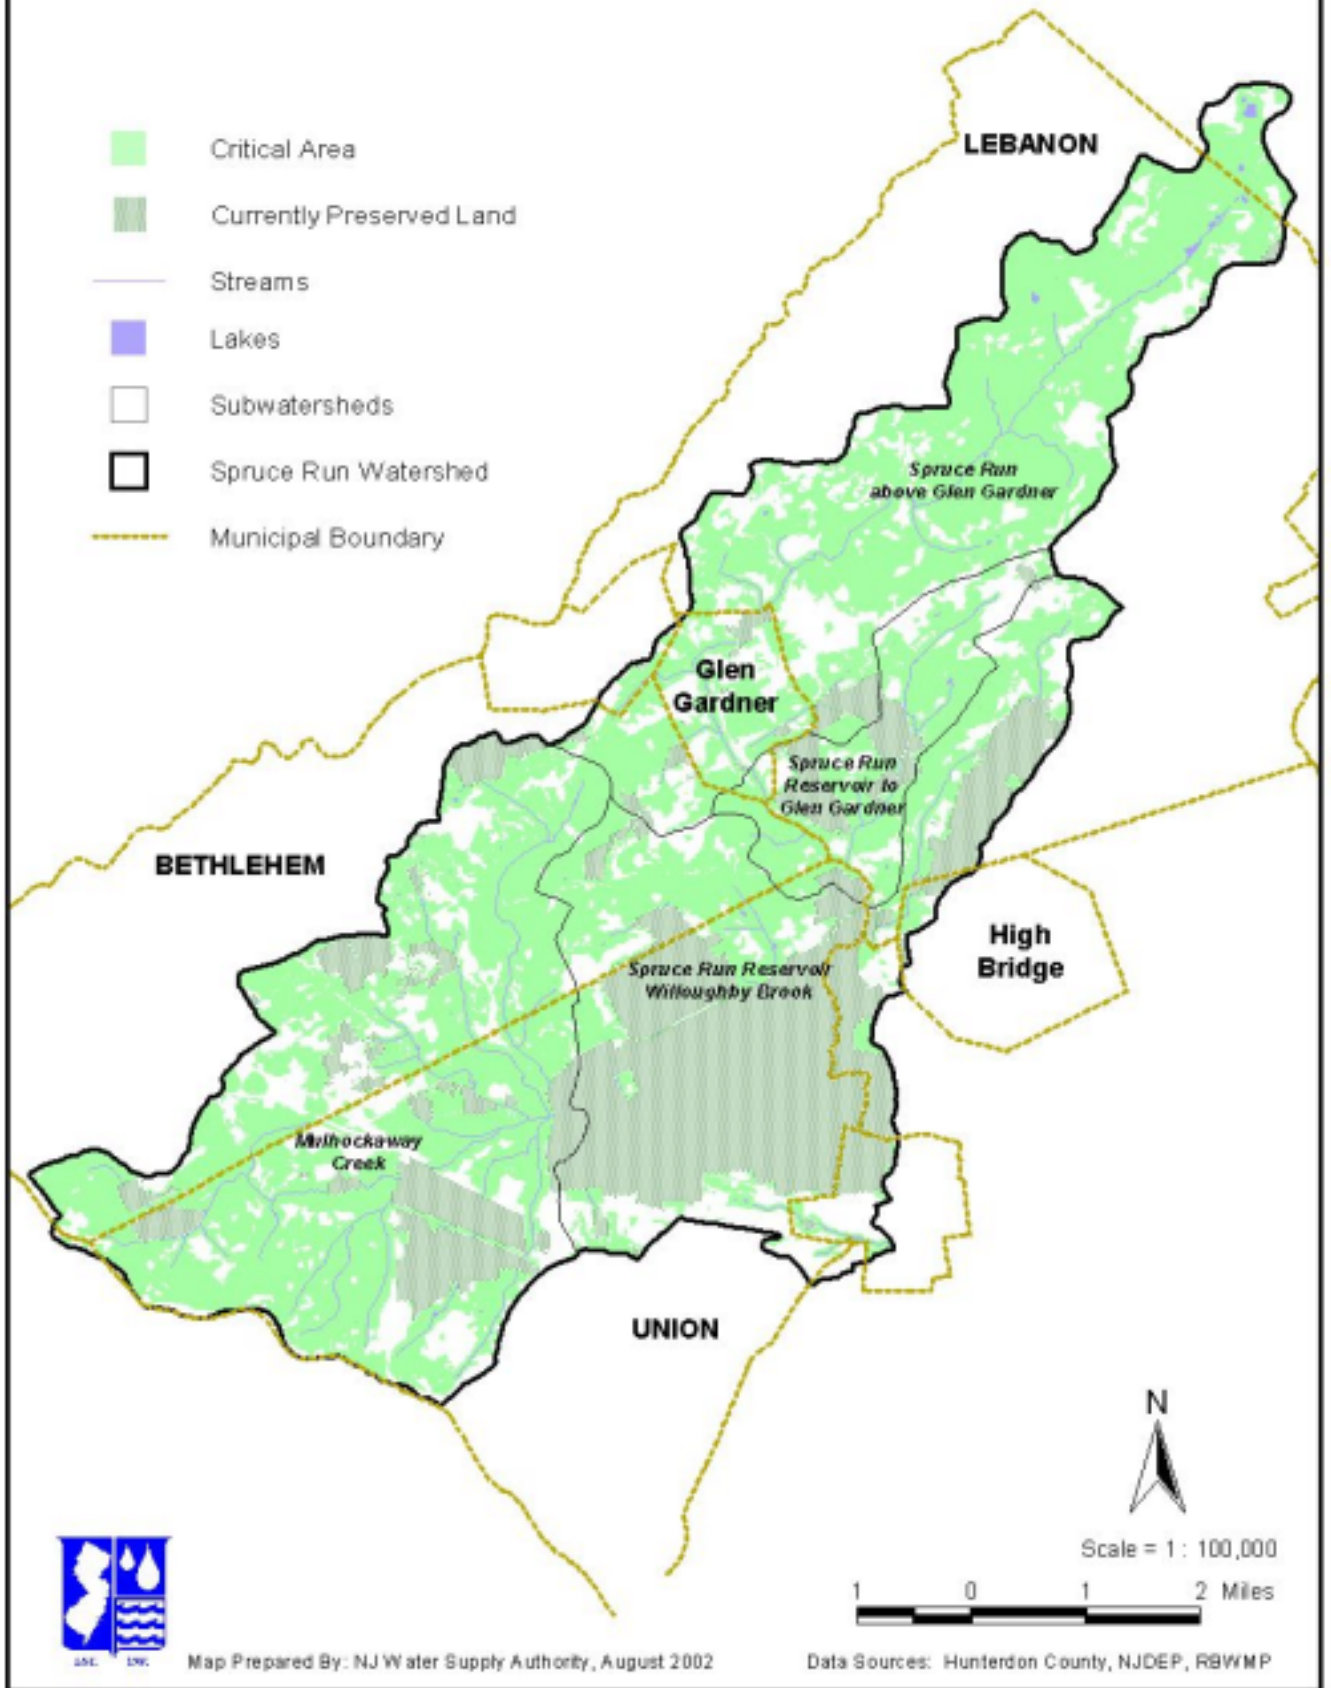 LEBANON
Critical Area
Currently Preserved Land
Streams
Lakes
Subwatersheds
Spruce Run Watershed
Municipal Boundary
Spruce Run
above Glen Gardner
Glen
Gardner
Spruce Run
Reservoir to
Glen Gardner
BETHLEHEM
High
Bridge
Spruce Run Reservoir
Willoughby Brook
Mulhockaway
Creek
UNION
N
Scale = 1 : 100,000
1 0 1 2 Miles
Map Prepared By: NJ Water Supply Authority, August 2002
Data Sources: Hunterdon County, NJDEP, RBWMP